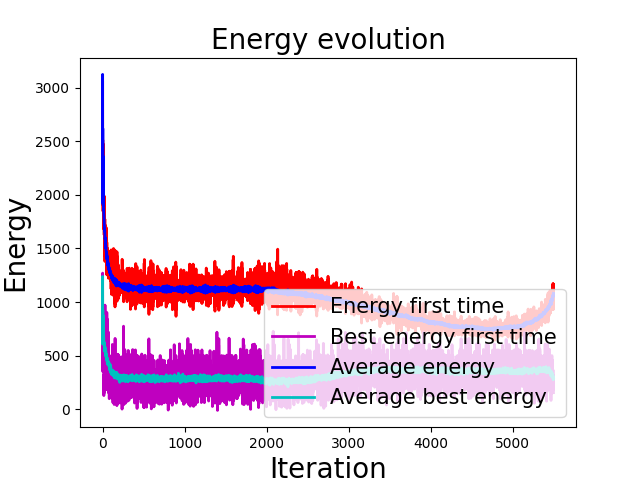 Energy evolution
Energy
3000
2500
2000
1500
1000
500
0
Energy first time
Best energy first time
Average energy
Average best energy
0 1000 2000 3000 4000 5000
Iteration